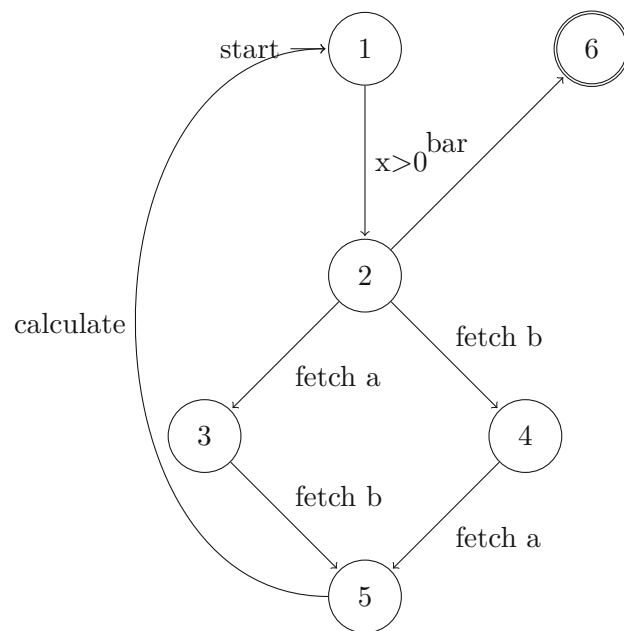 start
1
6
bar
x>0
2
calculate
fetch b
fetch a
3
4
fetch b
fetch a
5